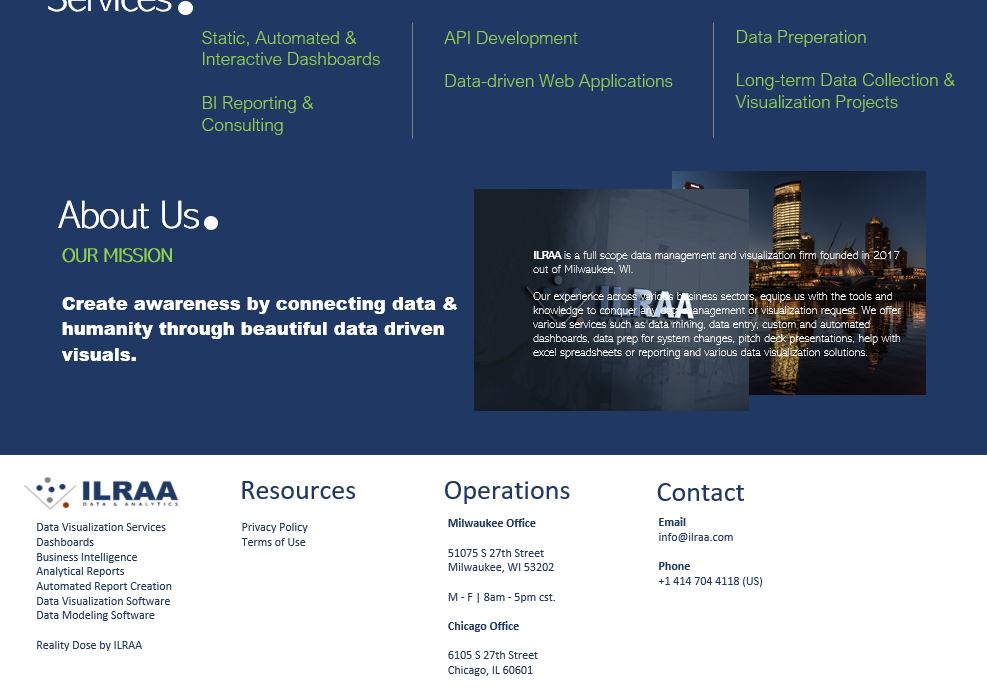 Services.
Static, Automated &
Interactive Dashboards
BI Reporting &
Consulting
API Development
Data-driven Web Applications
Data Preperation
Long-term Data Collection &
Visualization Projects
About Us.
OUR MISSION
Create awareness by connecting data &
humanity through beautiful data driven
visuals.
ILRAA is a full scope data management and visualization firm founded in 2017
out of Milwaukee, WI.
Our experience across various business sectors, equips us with the tools and
knowledge to conquer any data management or visualization request. We offer
various services such as data mining, data entry, custom and automated
dashboards, data prep for system changes, pitch deck presentations, help with
excel spreadsheets or reporting and various data visualization solutions.
ILRAA
ILRAA
DATA & ANALYTICS
Data Visualization Services
Dashboards
Business Intelligence
Analytical Reports
Automated Report Creation
Data Visualization Software
Data Modeling Software
Reality Dose by ILRAA
Resources
Privacy Policy
Terms of Use
Operations
Milwaukee Office
51075 S 27th Street
Milwaukee, WI 53202
M - F | 8am - 5pm cst.
Chicago Office
6105 S 27th Street
Chicago, IL 60601
Contact
Email
info@ilraa.com
Phone
+1 414 704 4118 (US)